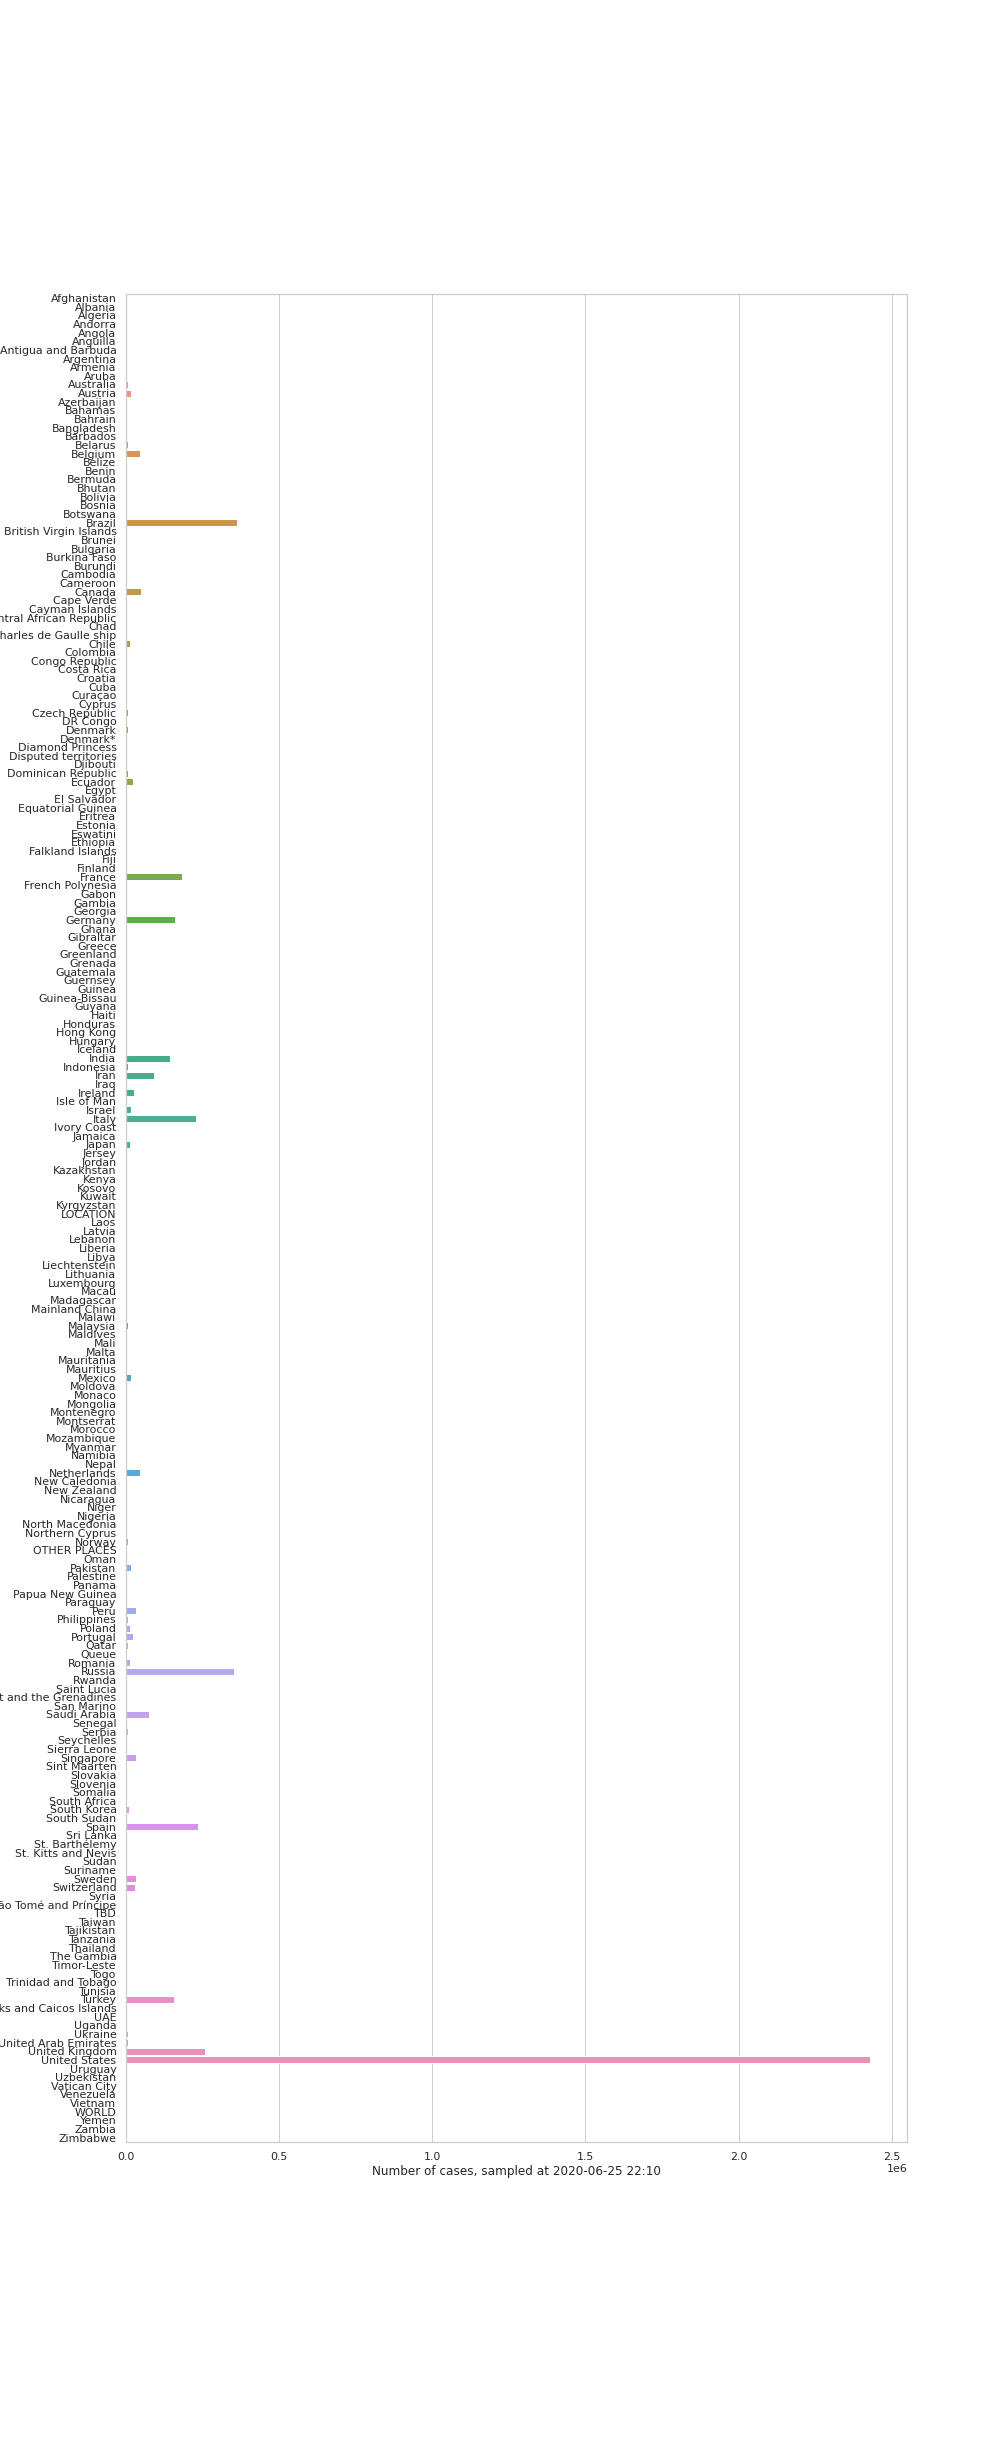 Afghanistan
Albania
Algeria
Andorra
Angola
Anguilla
Antigua and Barbuda
Argentina
Armenia
Aruba
Australia
Austria
Azerbaijan
Bahamas
Bahrain
Bangladesh
Barbados
Belarus
Belgium
Belize
Benin
Bermuda
Bhutan
Bolivia
Bosnia
Botswana
Brazil
British Virgin Islands
Brunei
Bulgaria
Burkina Faso
Burundi
Cambodia
Cameroon
Canada
Cape Verde
Cayman Islands
ntral African Republic
Chad
harles de Gaulle ship
Chile
Colombia
Congo Republic
Costa Rica
Croatia
Cuba
Curaçao
Cyprus
Czech Republic
DR Congo
Denmark
Denmark*
Diamond Princess
Disputed territories
Djibouti
Dominican Republic
Ecuador
Egypt
El Salvador
Equatorial Guinea
Eritrea
Estonia
Eswatini
Ethiopia
Falkland Islands
Fiji
Finland
France
French Polynesia
Gabon
Gambia
Georgia
Germany
Ghana
Gibraltar
Greece
Greenland
Grenada
Guatemala
Guernsey
Guinea
Guinea-Bissau
Guyana
Haiti
Honduras
Hong Kong
Hungary
Iceland
India
Indonesia
Iran
Iraq
Ireland
Isle of Man
Israel
Italy
Ivory Coast
Jamaica
Japan
Jersey
Jordan
Kazakhstan
Kenya
Kosovo
Kuwait
Kyrgyzstan
LOCATION
Laos
Latvia
Lebanon
Liberia
Libya
Liechtenstein
Lithuania
Luxembourg
Macau
Madagascar
Mainland China
Malawi
Malaysia
Maldives
Mali
Malta
Mauritania
Mauritius
Mexico
Moldova
Monaco
Mongolia
Montenegro
Montserrat
Morocco
Mozambique
Myanmar
Namibia
Nepal
Netherlands
New Caledonia
New Zealand
Nicaragua
Niger
Nigeria
North Macedonia
Northern Cyprus
Norway
OTHER PLACES
Oman
Pakistan
Palestine
Panama
Papua New Guinea
Paraguay
Peru
Philippines
Poland
Portugal
Qatar
Queue
Romania
Russia
Rwanda
Saint Lucia
t and the Grenadines
San Marino
Saudi Arabia
Senegal
Serbia
Seychelles
Sierra Leone
Singapore
Sint Maarten
Slovakia
Slovenia
Somalia
South Africa
South Korea
South Sudan
Spain
Sri Lanka
St. Barthélemy
St. Kitts and Nevis
Sudan
Suriname
Sweden
Switzerland
Syria
ão Tomé and Príncipe
TBD
Taiwan
Tajikistan
Tanzania
Thailand
The Gambia
Timor-Leste
Togo
Trinidad and Tobago
Tunisia
Turkey
ks and Caicos Islands
UAE
Uganda
Ukraine
United Arab Emirates
United Kingdom
United States
Uruguay
Uzbekistan
Vatican City
Venezuela
Vietnam
WORLD
Yemen
Zambia
Zimbabwe
0.0 0.5 1.0 1.5 2.0 2.5
1e6
Number of cases, sampled at 2020-06-25 22:10